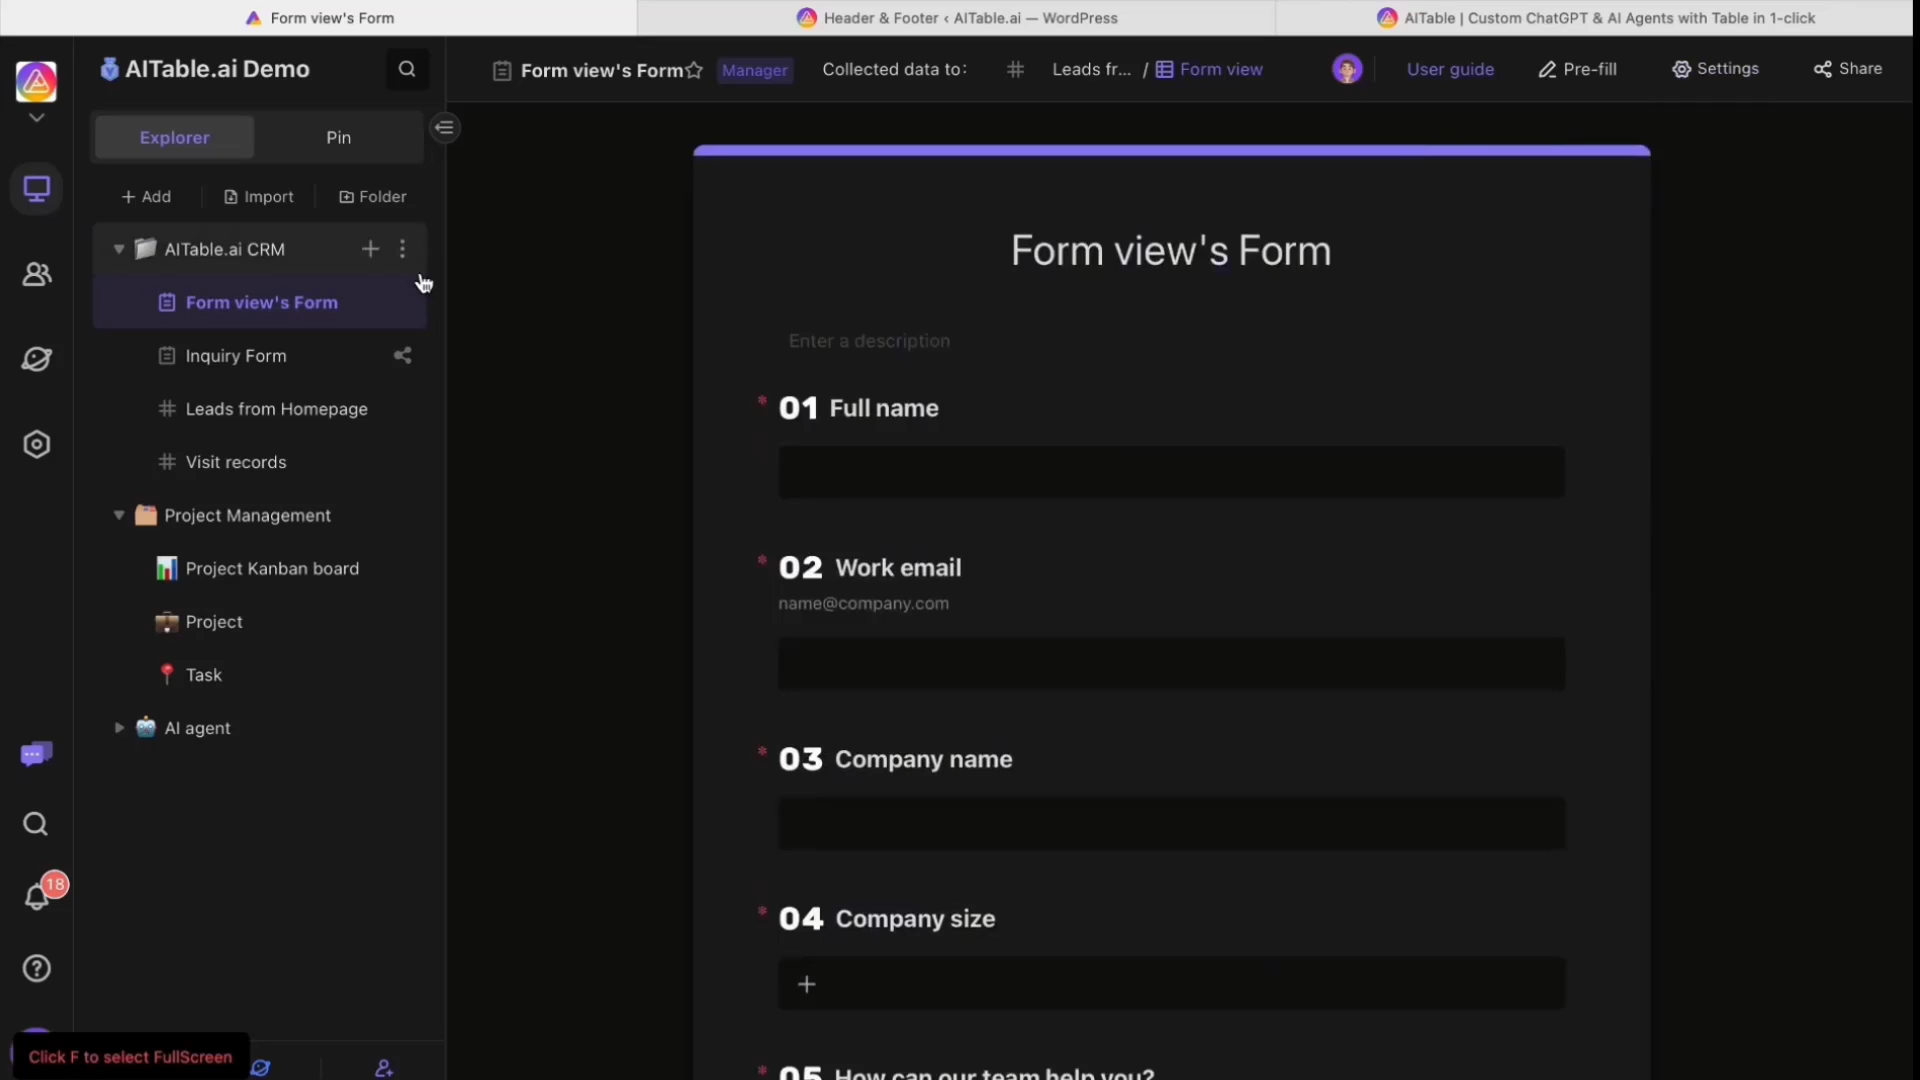 Form view's Form
Header & Footer ‹ AITable.ai — WordPress
AITable | Custom ChatGPT & AI Agents with Table in 1-click
AITable.ai Demo
Form view's Form
Manager
Collected data to:
Leads fr... / Form view
User guide
Pre-fill
Settings
Share
Explorer
Pin
+ Add
Import
Folder
AITable.ai CRM
Form view's Form
Inquiry Form
Leads from Homepage
Visit records
Project Management
Project Kanban board
Project
Task
AI agent
18
Click F to select FullScreen
Form view's Form
Enter a description
* 01 Full name
* 02 Work email
name@company.com
* 03 Company name
* 04 Company size
+
* 05 How can our team help you?